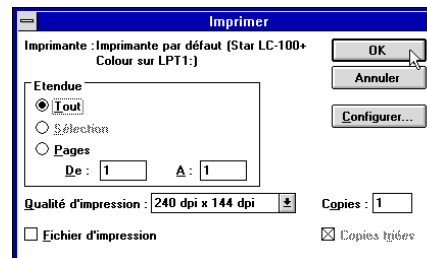 Imprimer
Imprimante : Imprimante par défaut (Star LC-100+
Colour sur LPT1:)
OK
Annuler
Configurer...
Etendue
Tout
Sélection
Pages
De : 1 A : 1
Qualité d'impression : 240 dpi x 144 dpi Copies : 1
Fichier d'impression Copies triées